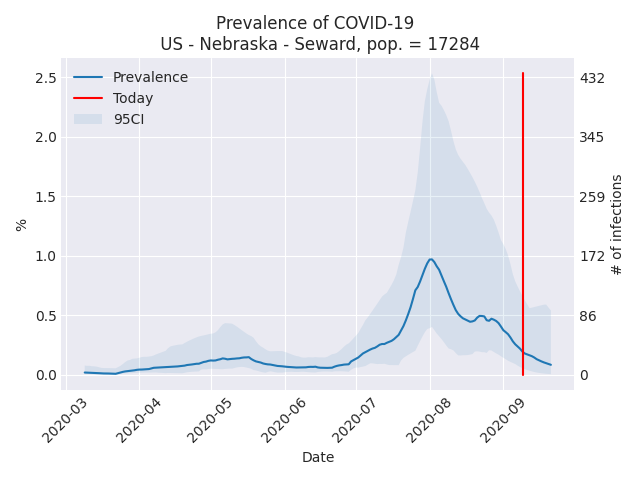 Prevalence of COVID-19
US - Nebraska - Seward, pop. = 17284
Prevalence
Today
95CI
2.5
2.0
1.5
1.0
0.5
0.0
%
432
345
259
172
86
0
# of infections
2020-03
2020-04
2020-05
2020-06
2020-07
2020-08
2020-09
Date